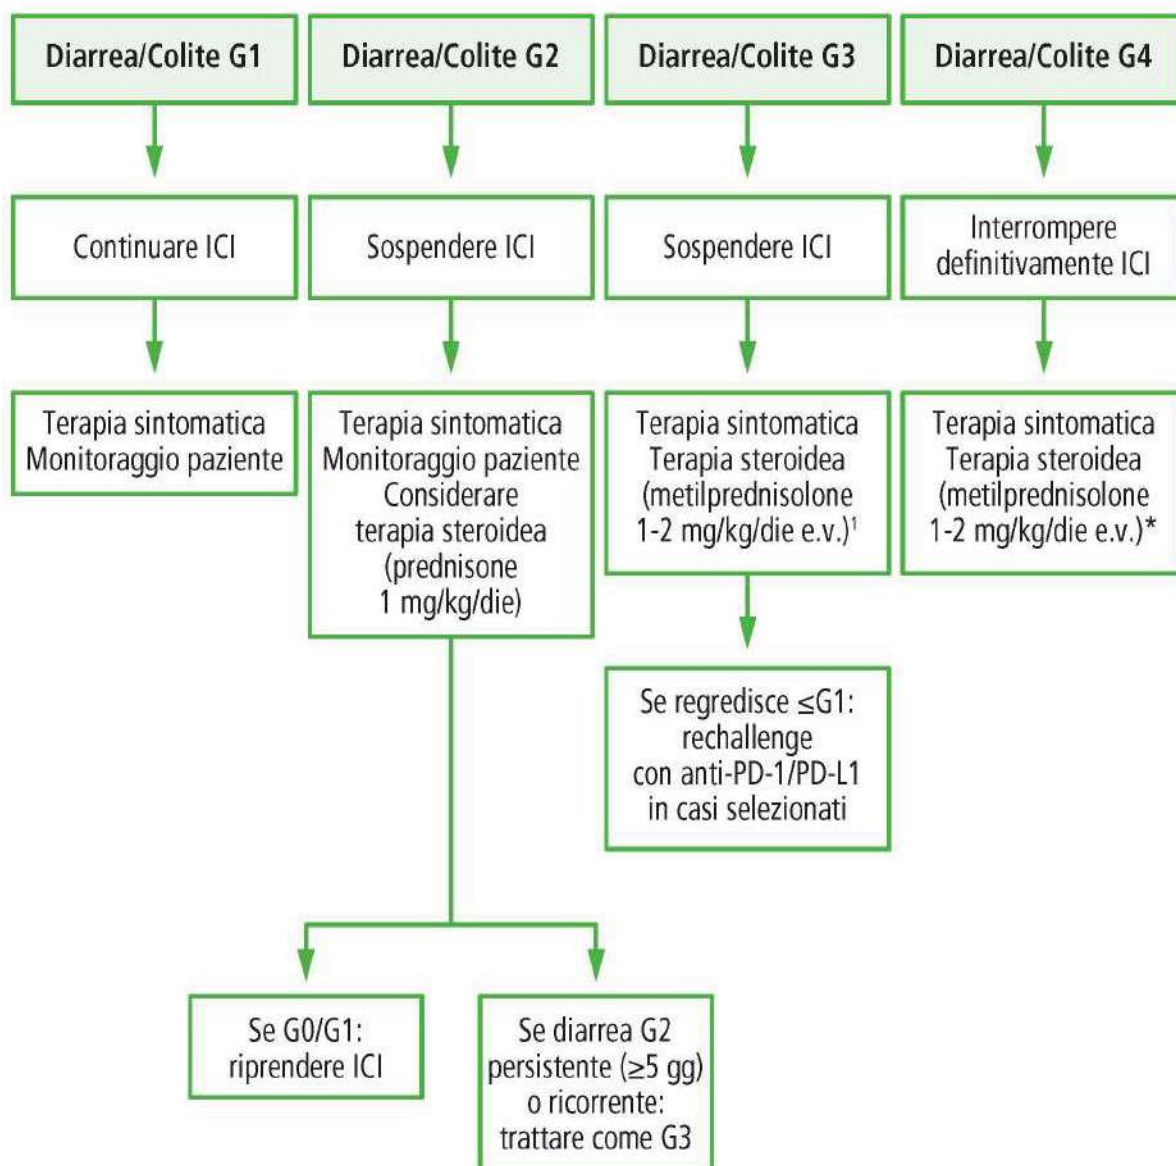 Diarrea/Colite G1
Diarrea/Colite G2
Diarrea/Colite G3
Diarrea/Colite G4
Continuare ICI
Sospendere ICI
Sospendere ICI
Interrompere
definitivamente ICI
Terapia sintomatica
Monitoraggio paziente
Terapia sintomatica
Monitoraggio paziente
Considerare
terapia steroidea
(prednisone
1 mg/kg/die)
Terapia sintomatica
Terapia steroidea
(metilprednisolone
1-2 mg/kg/die e.v.)¹
Terapia sintomatica
Terapia steroidea
(metilprednisolone
1-2 mg/kg/die e.v.)*
Se regredisce ≤G1:
rechallenge
con anti-PD-1/PD-L1
in casi selezionati
Se G0/G1:
riprendere ICI
Se diarrea G2
persistente (≥5 gg)
o ricorrente:
trattare come G3